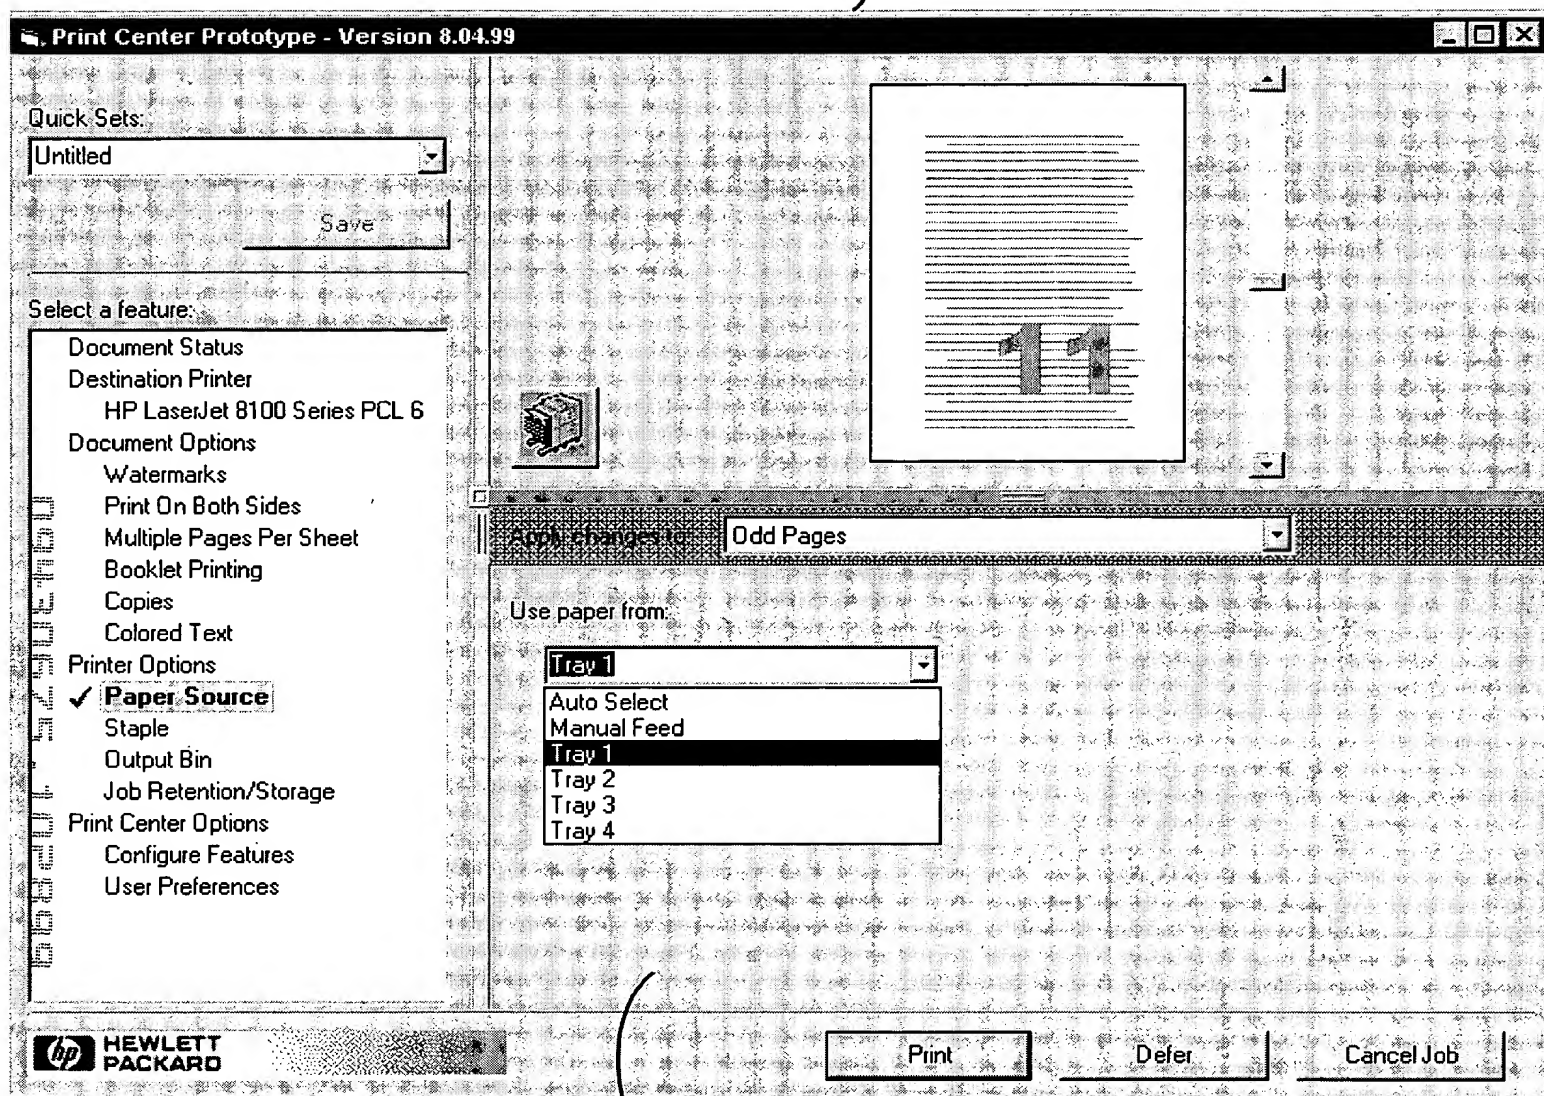 Print Center Prototype - Version 8.04.99
Quick Sets:
Untitled
Save
Select a feature:
Document Status
Destination Printer
HP LaserJet 8100 Series PCL 6
Document Options
Watermarks
Print On Both Sides
Multiple Pages Per Sheet
Booklet Printing
Copies
Colored Text
Printer Options
✓ Paper Source
Staple
Output Bin
Job Retention/Storage
Print Center Options
Configure Features
User Preferences
11
Apply changes to:
Odd Pages
Use paper from:
Tray 1
Auto Select
Manual Feed
Tray 1
Tray 2
Tray 3
Tray 4
hp HEWLETT
PACKARD
Print
Defer
Cancel Job